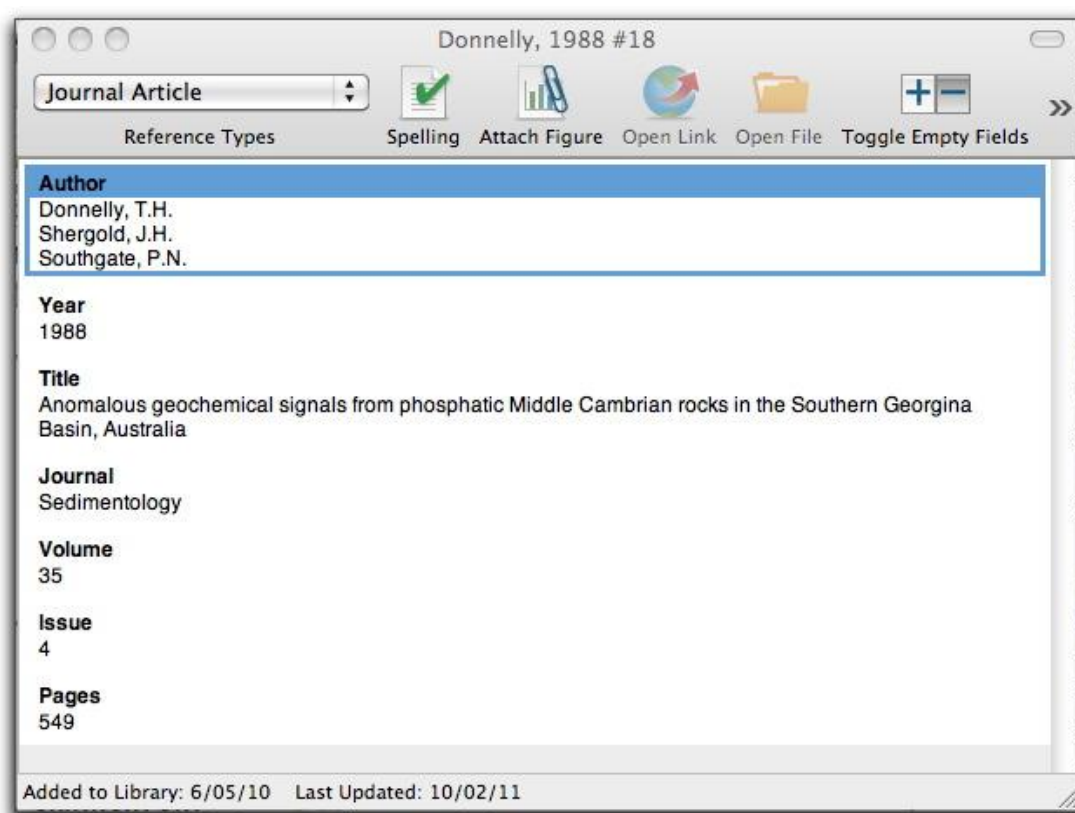 Donnelly, 1988 #18
Journal Article
Reference Types
Spelling
Attach Figure
Open Link
Open File
Toggle Empty Fields
Author
Donnelly, T.H.
Shergold, J.H.
Southgate, P.N.
Year
1988
Title
Anomalous geochemical signals from phosphatic Middle Cambrian rocks in the Southern Georgina
Basin, Australia
Journal
Sedimentology
Volume
35
Issue
4
Pages
549
Added to Library: 6/05/10 Last Updated: 10/02/11